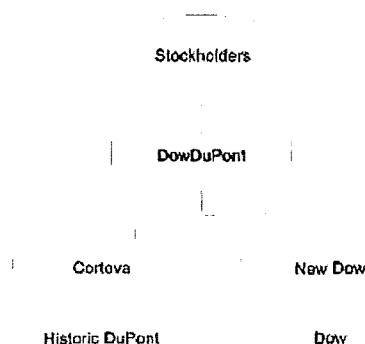 Stockholders
DowDuPont
Cortova
New Dow
Historic DuPont
Dow